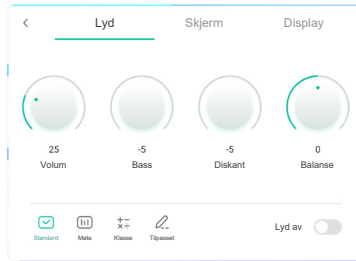 Lyd Skjerm Display
25 -5 -5 0
Volum Bass Diskant Balanse
Standard Møte Klasse Tilpasset Lyd av